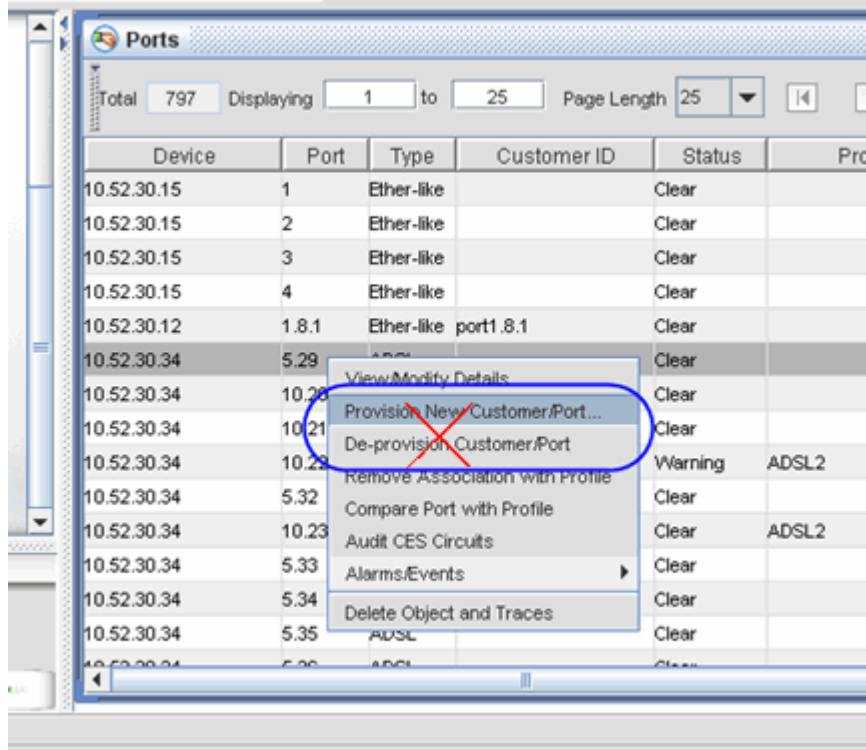 Ports
Total 797 Displaying 1 to 25 Page Length 25
Device Port Type Customer ID Status
10.52.30.15 1 Ether-like Clear
10.52.30.15 2 Ether-like Clear
10.52.30.15 3 Ether-like Clear
10.52.30.15 4 Ether-like Clear
10.52.30.12 1.8.1 Ether-like port1.8.1 Clear
10.52.30.34 5.29 ADSL Clear
View/Modify Details
10.52.30.34 Clear
Provision New Customer/Port...
10.52.30.34 10.21 Clear
De-provision Customer/Port
10.52.30.34 10.22 Warning ADSL2
Remove Association with Profile
10.52.30.34 5.32 Clear
Compare Port with Profile
10.52.30.34 10.23 Clear ADSL2
Audit CES Circuits
10.52.30.34 5.33 Clear
Alarms/Events
10.52.30.34 5.34 Clear
Delete Object and Traces
10.52.30.34 5.35 ADSL Clear